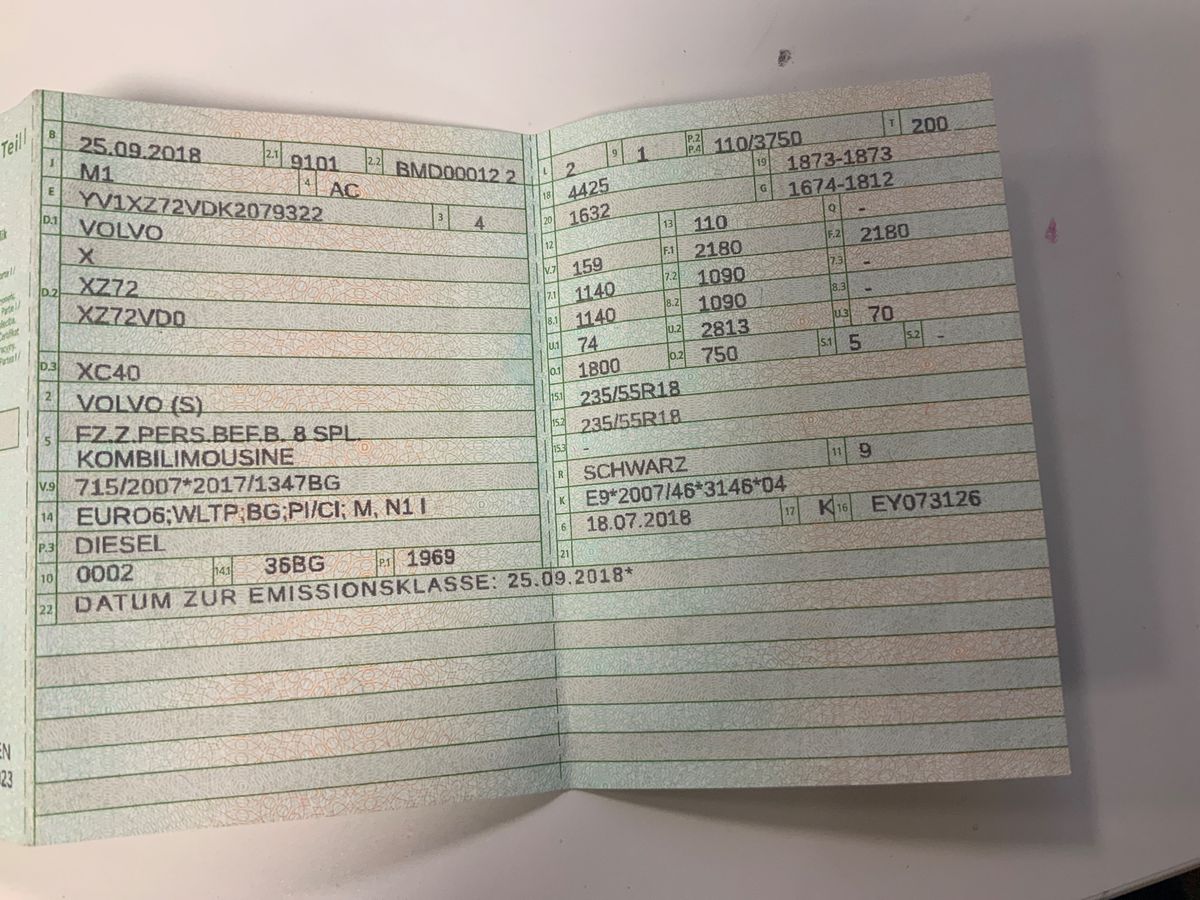 Teil I
B 25.09.2018 2.1 9101 2.2 BMD00012 2
J M1 4 AC
E YV1XZ72VDK2079322 3 4
D.1 VOLVO
X
D.2 XZ72
XZ72VD0
D.3 XC40
2 VOLVO (S)
5 FZ.Z.PERS.BEF.B. 8 SPL.
KOMBILIMOUSINE
V.9 715/2007*2017/1347BG
14 EURO6;WLTP;BG;PI/CI; M, N1 I
P.3 DIESEL
10 0002 14.1 36BG P.1 1969
22 DATUM ZUR EMISSIONSKLASSE: 25.09.2018*
L 2 9 1 P.2 P.4 110/3750 T 200
18 4425 19 1873-1873
20 1632 G 1674-1812
12 13 110 Q -
V.7 159 F.1 2180 F.2 2180
7.1 1140 7.2 1090 7.3 -
8.1 1140 8.2 1090 8.3 -
U.1 74 U.2 2813 U.3 70
O.1 1800 O.2 750 S.1 5 S.2 -
15.1 235/55R18
15.2 235/55R18
15.3 -
R SCHWARZ 11 9
K E9*2007/46*3146*04
6 18.07.2018 17 K 16 EY073126
21
EN
23